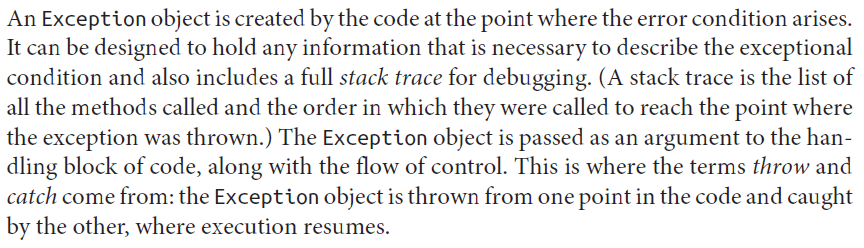 An Exception object is created by the code at the point where the error condition arises.
It can be designed to hold any information that is necessary to describe the exceptional
condition and also includes a full stack trace for debugging. (A stack trace is the list of
all the methods called and the order in which they were called to reach the point where
the exception was thrown.) The Exception object is passed as an argument to the han-
dling block of code, along with the flow of control. This is where the terms throw and
catch come from: the Exception object is thrown from one point in the code and caught
by the other, where execution resumes.